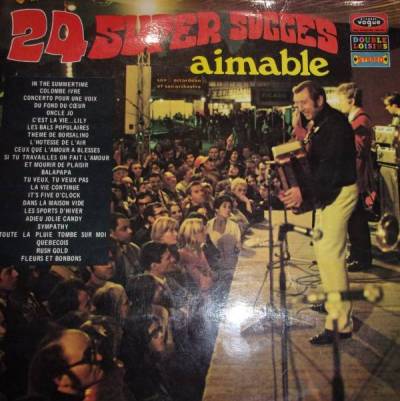 20 SUPER SUCCES
aimable
son accordéon
et son orchestre
vogue
DOUBLE
LOISIRS
STEREO
IN THE SUMMERTIME
COLOMBE IVRE
CONCERTO POUR UNE VOIX
DU FOND DU CŒUR
ONCLE JO
C'EST LA VIE...LILY
LES BALS POPULAIRES
THEME DE BORSALINO
L'HOTESSE DE L'AIR
CEUX QUE L'AMOUR A BLESSES
SI TU TRAVAILLES ON FAIT L'AMOUR
ET MOURIR DE PLAISIR
BALAPAPA
TU VEUX, TU VEUX PAS
LA VIE CONTINUE
IT'S FIVE O'CLOCK
DANS LA MAISON VIDE
LES SPORTS D'HIVER
ADIEU JOLIE CANDY
SYMPATHY
TOUTE LA PLUIE TOMBE SUR MOI
QUEBECOIS
RUSH GOLD
FLEURS ET BONBONS